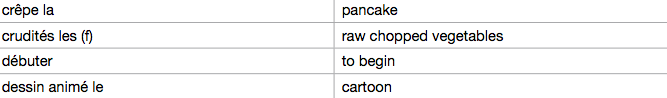 crêpe la pancake
crudités les (f) raw chopped vegetables
débuter to begin
dessin animé le cartoon